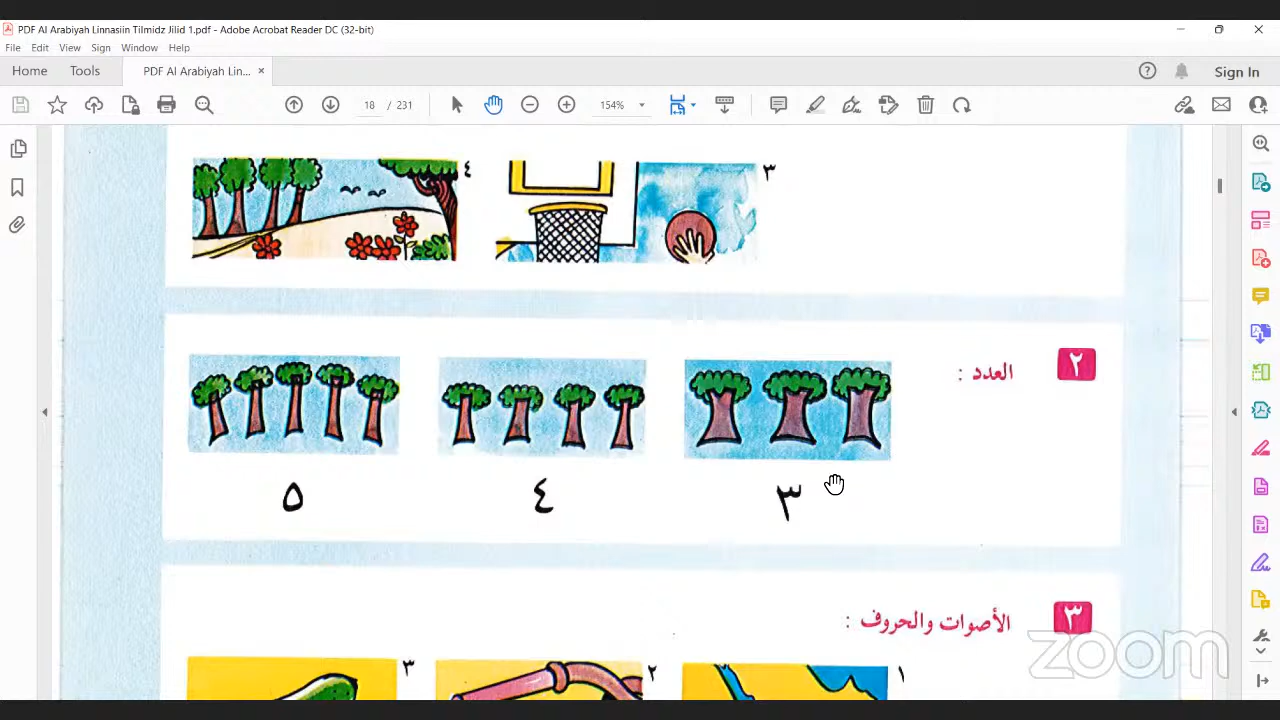 PDF Al Arabiyah Linnasiin Tilmidz Jilid 1.pdf - Adobe Acrobat Reader DC (32-bit)
File Edit View Sign Window Help
Home Tools PDF Al Arabiyah Lin... × Sign In
18 / 231 154%
٣ ٤
٢ العدد :
٣ ٤ ٥
٣ الأصوات والحروف :
١ ٢ ٣
zoom